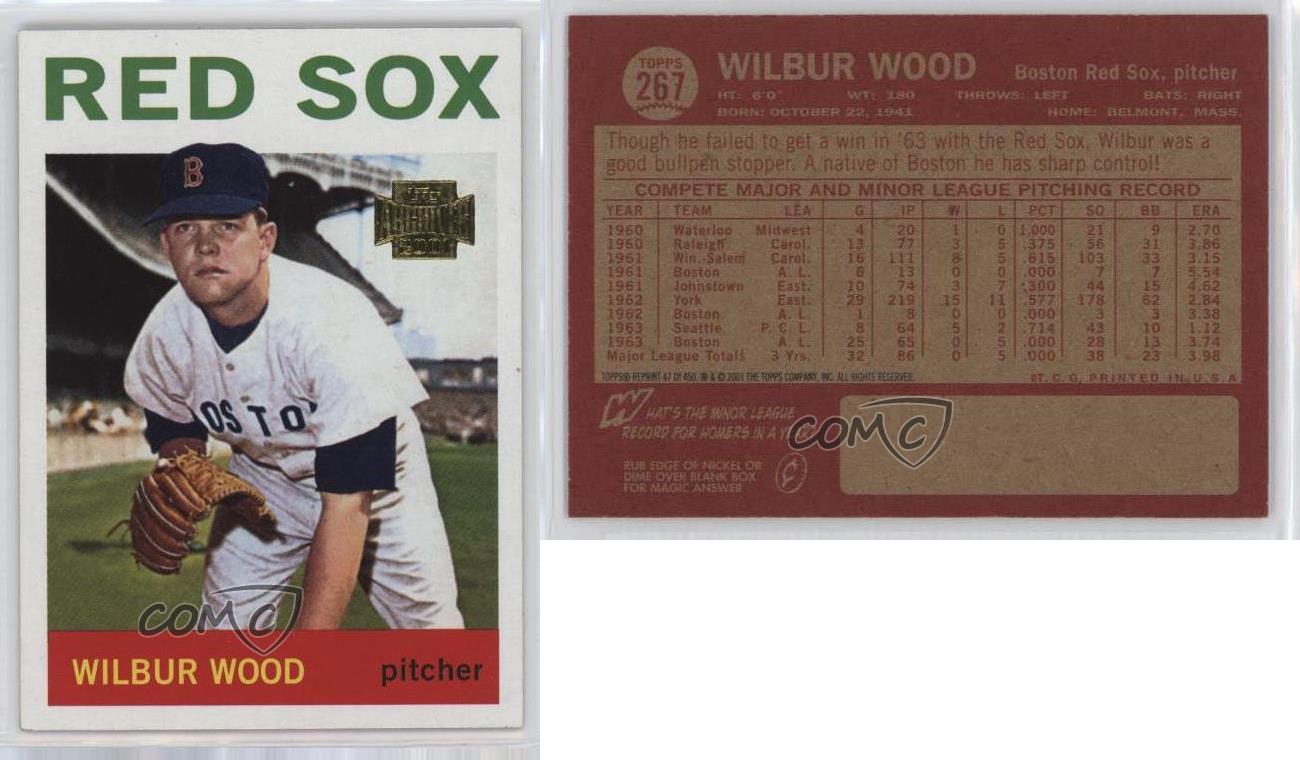 RED SOX
B
Topps
ARCHIVES
2001
BOSTO
COMC
WILBUR WOOD pitcher
TOPPS
267
WILBUR WOOD Boston Red Sox, pitcher
HT: 6'0" WT: 180 THROWS: LEFT BATS: RIGHT
BORN: OCTOBER 22, 1941 HOME: BELMONT, MASS.
Though he failed to get a win in '63 with the Red Sox, Wilbur was a
good bullpen stopper. A native of Boston he has sharp control!
COMPETE MAJOR AND MINOR LEAGUE PITCHING RECORD
YEAR TEAM LEA G IP W L PCT SO BB ERA
1960 Waterloo Midwest 4 20 1 0 1.000 21 9 2.70
1960 Raleigh Carol. 13 77 3 5 .375 56 31 3.86
1961 Win. Salem Carol. 16 111 8 5 .615 103 33 3.15
1961 Boston A. L. 6 13 0 0 .000 7 7 5.54
1961 Johnstown East. 10 74 3 7 .300 44 15 4.62
1962 York East. 29 219 15 11 .577 178 62 2.84
1962 Boston A. L. 1 8 0 0 .000 3 3 3.38
1963 Seattle P. C. L. 8 64 5 2 .714 43 10 1.12
1963 Boston A. L. 25 65 0 5 .000 28 13 3.74
Major League Totals 3 Yrs. 32 86 0 5 .000 38 23 3.98
TOPPS® REPRINT 47 Of 450. ® & © 2001 THE TOPPS COMPANY, INC. ALL RIGHTS RESERVED. ©T. C. G. PRINTED IN U.S.A.
WHAT'S THE MINOR LEAGUE
RECORD FOR HOMERS IN A
COMC
RUB EDGE OF NICKEL OR
DIME OVER BLANK BOX
FOR MAGIC ANSWER